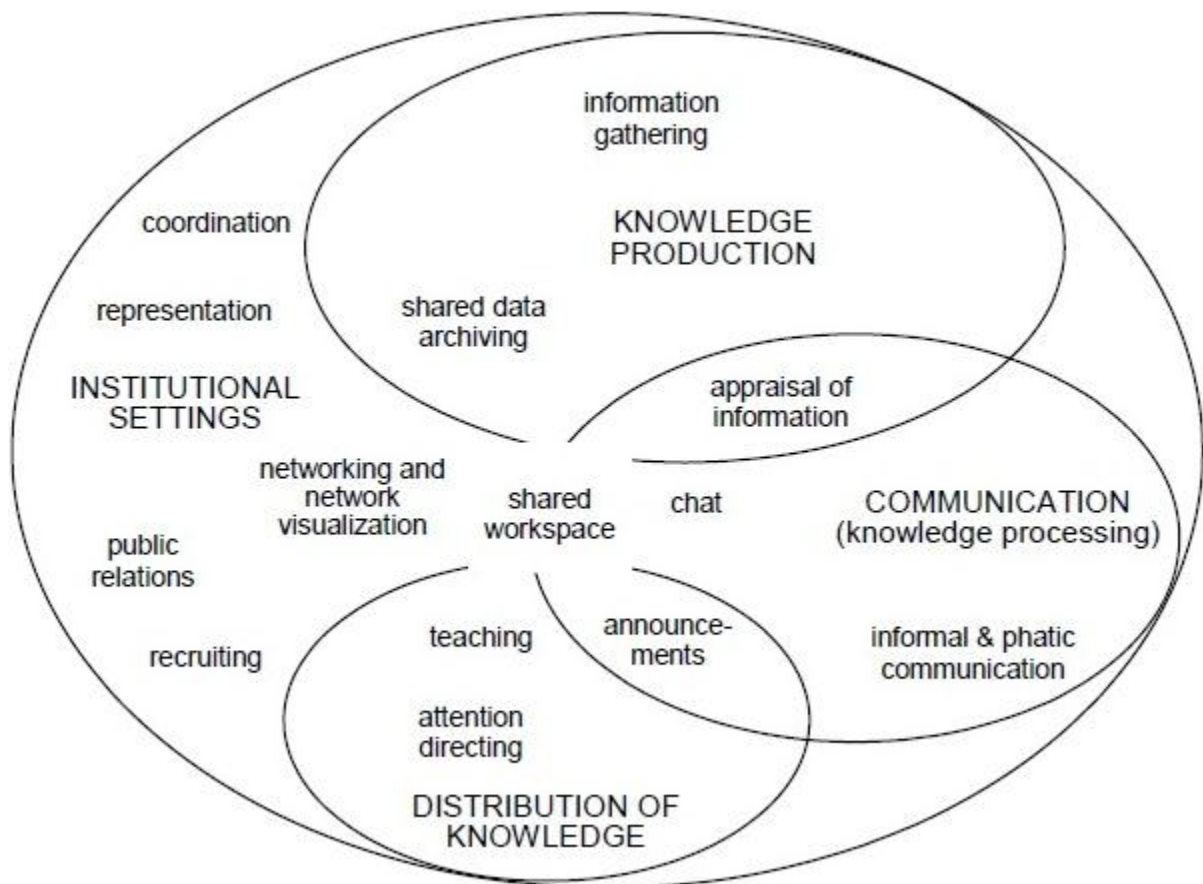 information
gathering
coordination
KNOWLEDGE
PRODUCTION
representation
shared data
archiving
INSTITUTIONAL
SETTINGS
appraisal of
information
networking and
network
visualization
shared
workspace
chat
COMMUNICATION
(knowledge processing)
public
relations
recruiting
teaching
announce-
ments
informal & phatic
communication
attention
directing
DISTRIBUTION OF
KNOWLEDGE